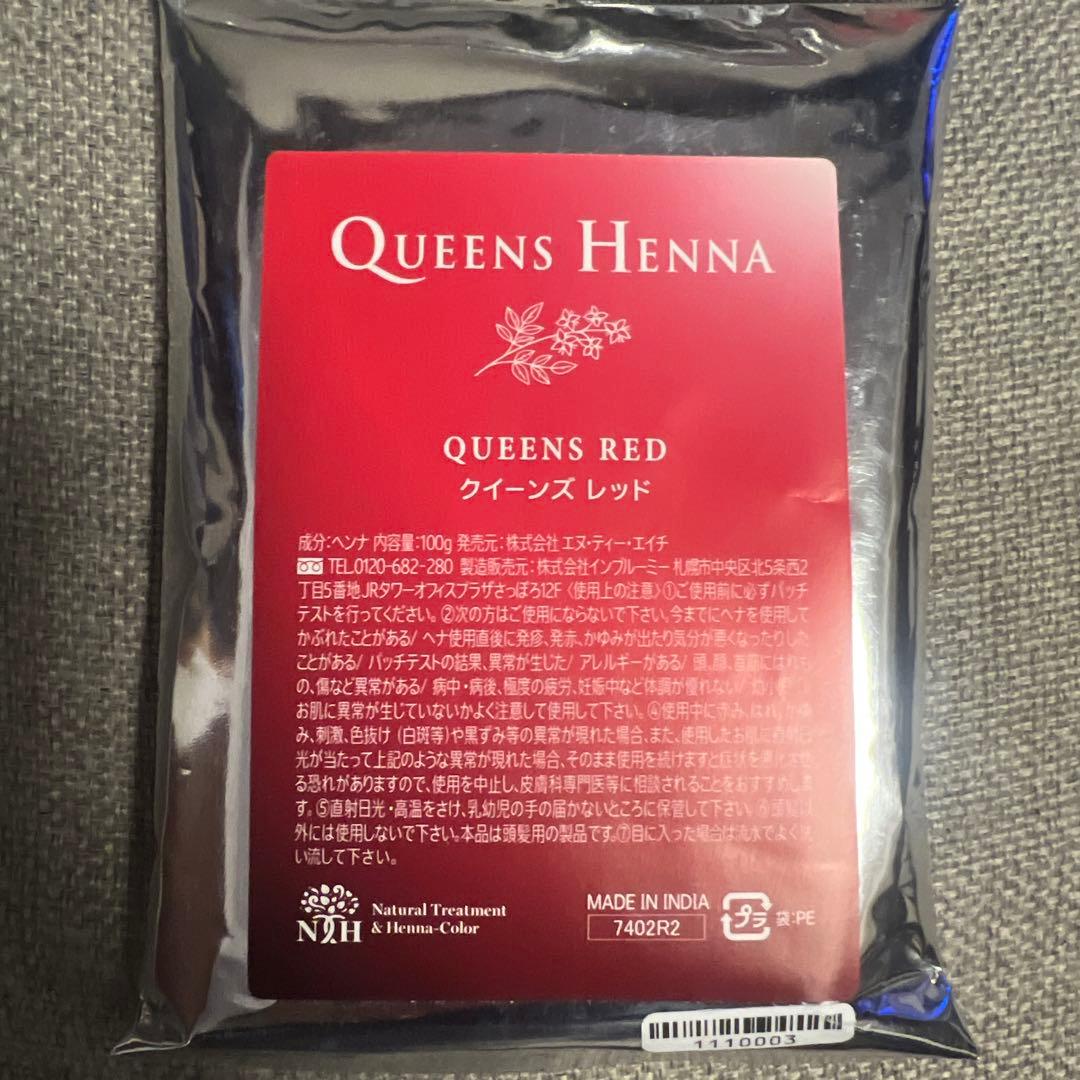 QUEENS HENNA
QUEENS RED
クイーンズ レッド
成分:ヘンナ 内容量:100g 発売元:株式会社 エヌ・ティー・エイチ
TEL.0120-682-280 製造販売元:株式会社インプルーミー 札幌市中央区北5条西2
丁目5番地JRタワーオフィスプラザさっぽろ12F 〈使用上の注意〉①ご使用前に必ずパッチ
テストを行ってください。②次の方はご使用にならないで下さい。今までにヘナを使用して
かぶれたことがある/ ヘナ使用直後に発疹、発赤、かゆみが出たり気分が悪くなったりした
ことがある/ パッチテストの結果、異常が生じた/ アレルギーがある/ 頭、顔、首筋にはれも
の、傷など異常がある/ 病中・病後、極度の疲労、妊娠中など体調が優れない/
お肌に異常が生じていないかよく注意して使用して下さい。④使用中に赤み、はれ、かゆ
み、刺激、色抜け (白斑等)や黒ずみ等の異常が現れた場合、また、使用したお肌に
光が当たって上記のような異常が現れた場合、そのまま使用を続けますと症状を悪化させ
る恐れがありますので、使用を中止し、皮膚科専門医等に相談されることをおすすめしま
す。⑤直射日光・高温をさけ、乳幼児の手の届かないところに保管して下さい。⑥頭髪以
外には使用しないで下さい。本品は頭髪用の製品です。⑦目に入った場合は流水でよく洗
い流して下さい。
NTH
Natural Treatment
& Henna-Color
MADE IN INDIA
7402R2
プラ 袋:PE
1110003